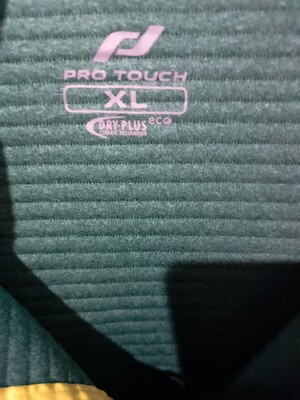 PRO TOUCH
XL
DRY-PLUS eco